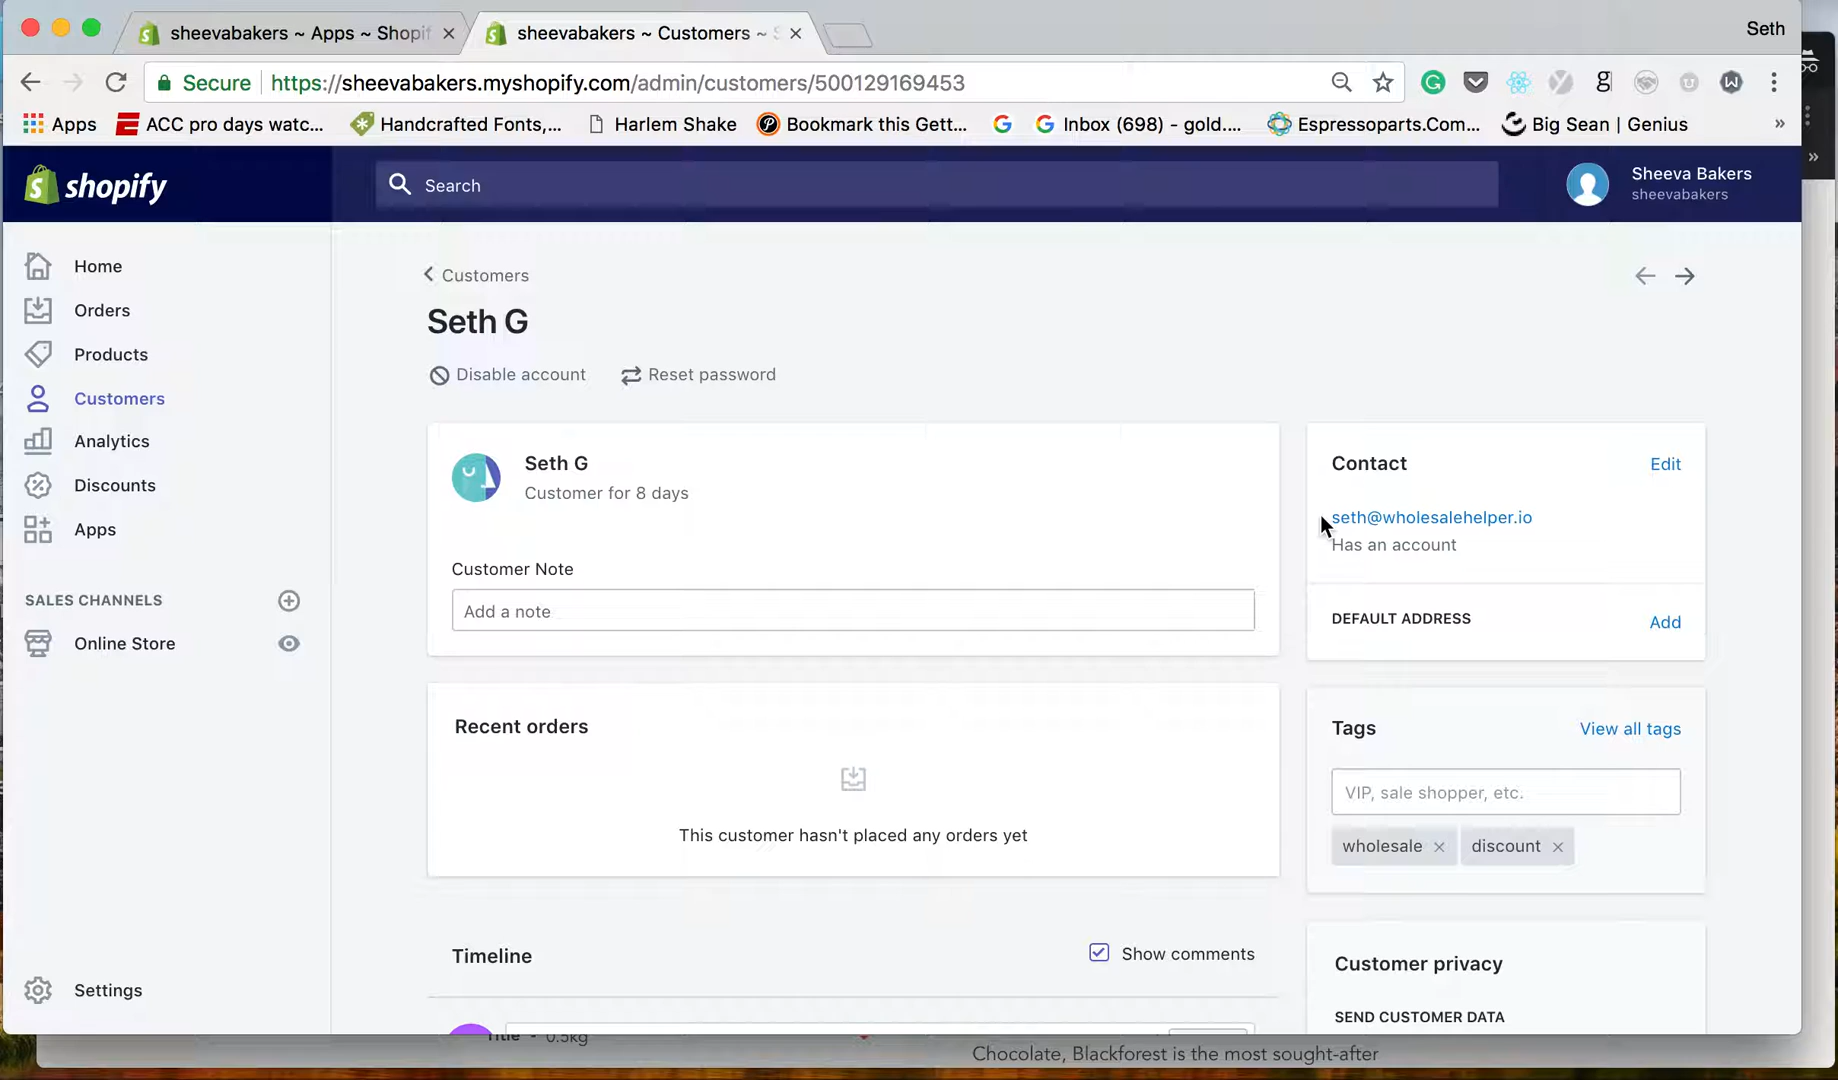 sheevabakers ~ Apps ~ Shopif
sheevabakers ~ Customers ~ S
Seth
Secure
https://sheevabakers.myshopify.com/admin/customers/500129169453
Apps
ACC pro days watc...
Handcrafted Fonts,...
Harlem Shake
Bookmark this Gett...
Inbox (698) - gold....
Espressoparts.Com...
Big Sean | Genius
»
»
shopify
Search
Sheeva Bakers
sheevabakers
Home
Orders
Products
Customers
Analytics
Discounts
Apps
SALES CHANNELS
Online Store
Settings
Customers
Seth G
Disable account
Reset password
Seth G
Customer for 8 days
Customer Note
Add a note
Contact
Edit
seth@wholesalehelper.io
Has an account
DEFAULT ADDRESS
Add
Recent orders
This customer hasn't placed any orders yet
Tags
View all tags
VIP, sale shopper, etc.
wholesale
discount
Timeline
Show comments
Customer privacy
SEND CUSTOMER DATA
Title - 0.5kg
Chocolate, Blackforest is the most sought-after